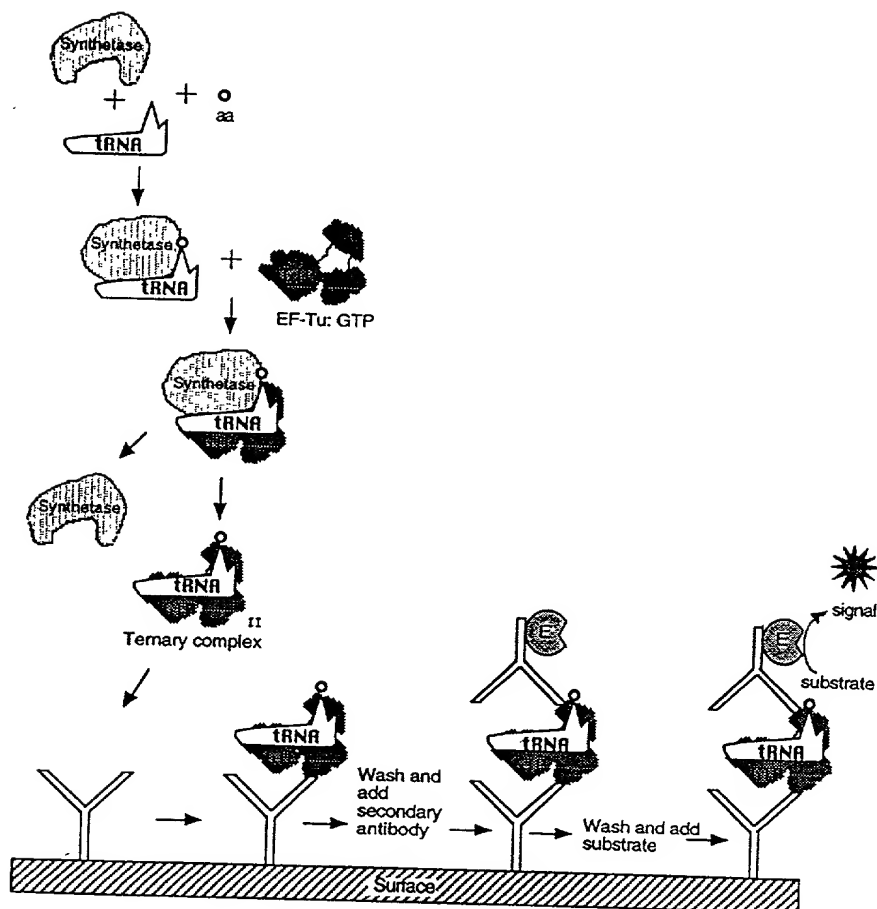 Synthetase
+
+
aa
tRNA
Synthetase
+
tRNA
EF-Tu: GTP
Synthetase
tRNA
Synthetase
tRNA
II
Ternary complex
signal
E
E
substrate
tRNA
tRNA
tRNA
Wash and
add
secondary
antibody
Wash and add
substrate
Surface